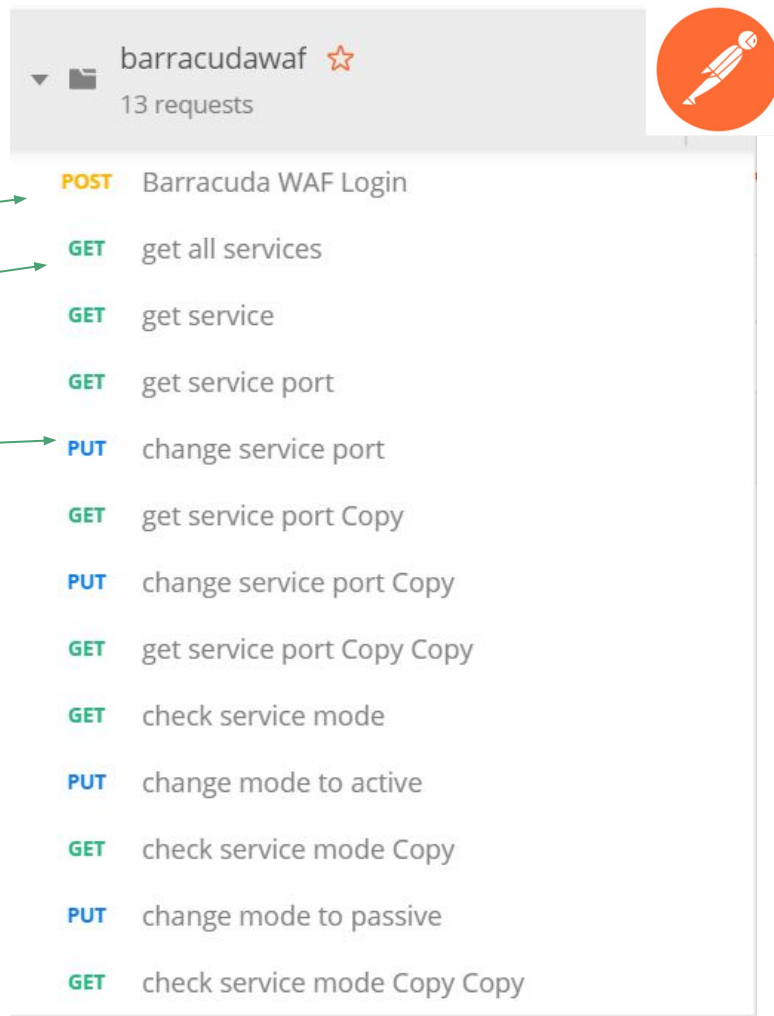 barracudawaf
13 requests
POST Barracuda WAF Login
GET get all services
GET get service
GET get service port
PUT change service port
GET get service port Copy
PUT change service port Copy
GET get service port Copy Copy
GET check service mode
PUT change mode to active
GET check service mode Copy
PUT change mode to passive
GET check service mode Copy Copy